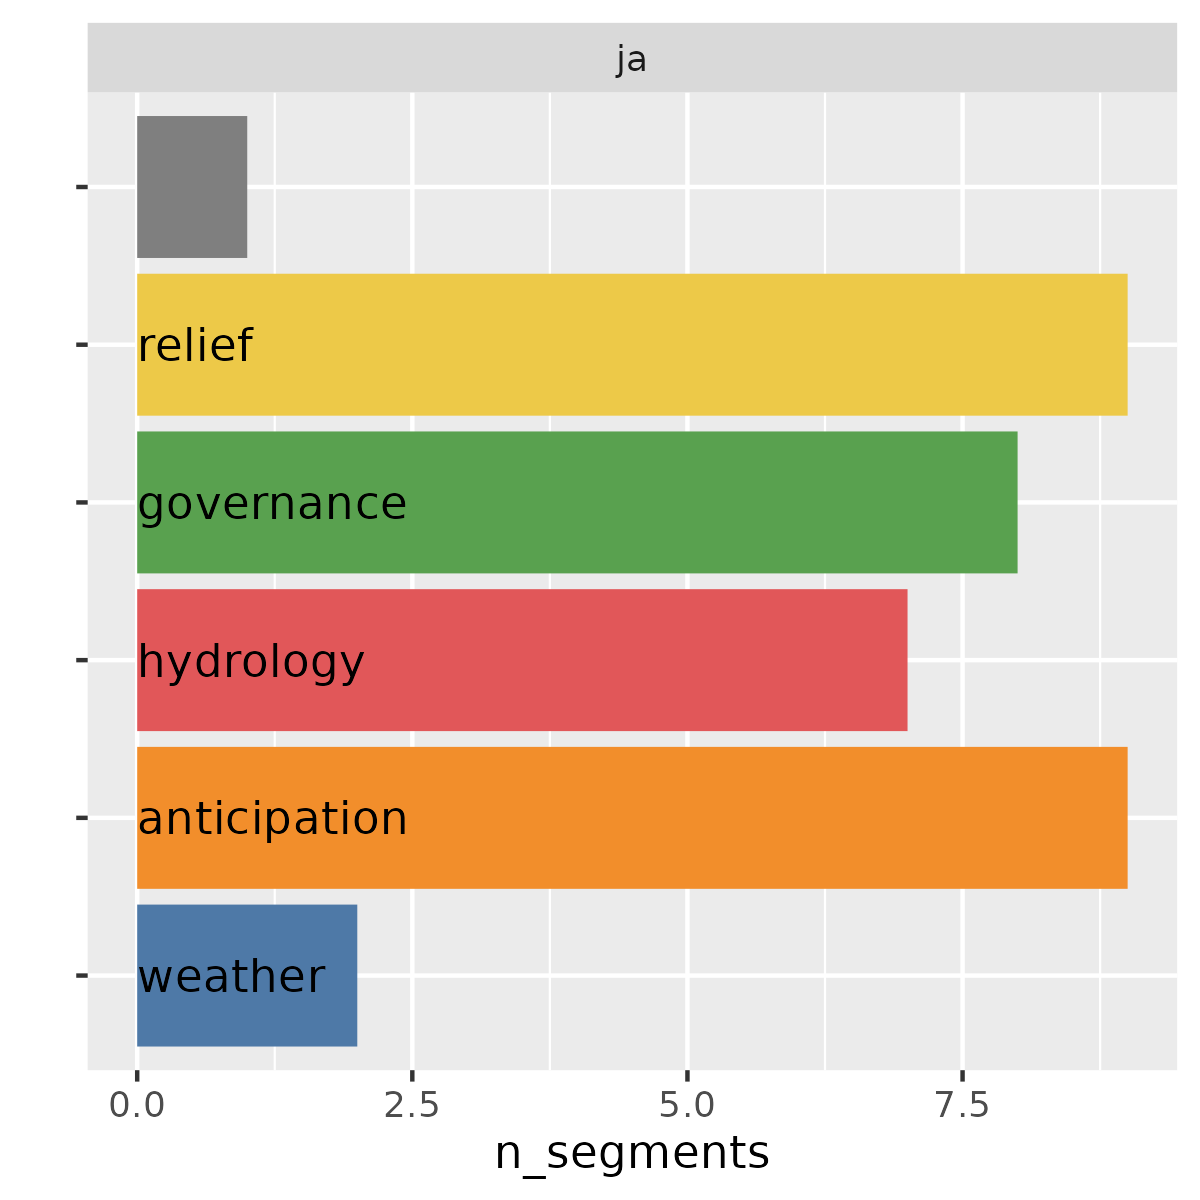 ja
relief
governance
hydrology
anticipation
weather
0.0 2.5 5.0 7.5
n_segments